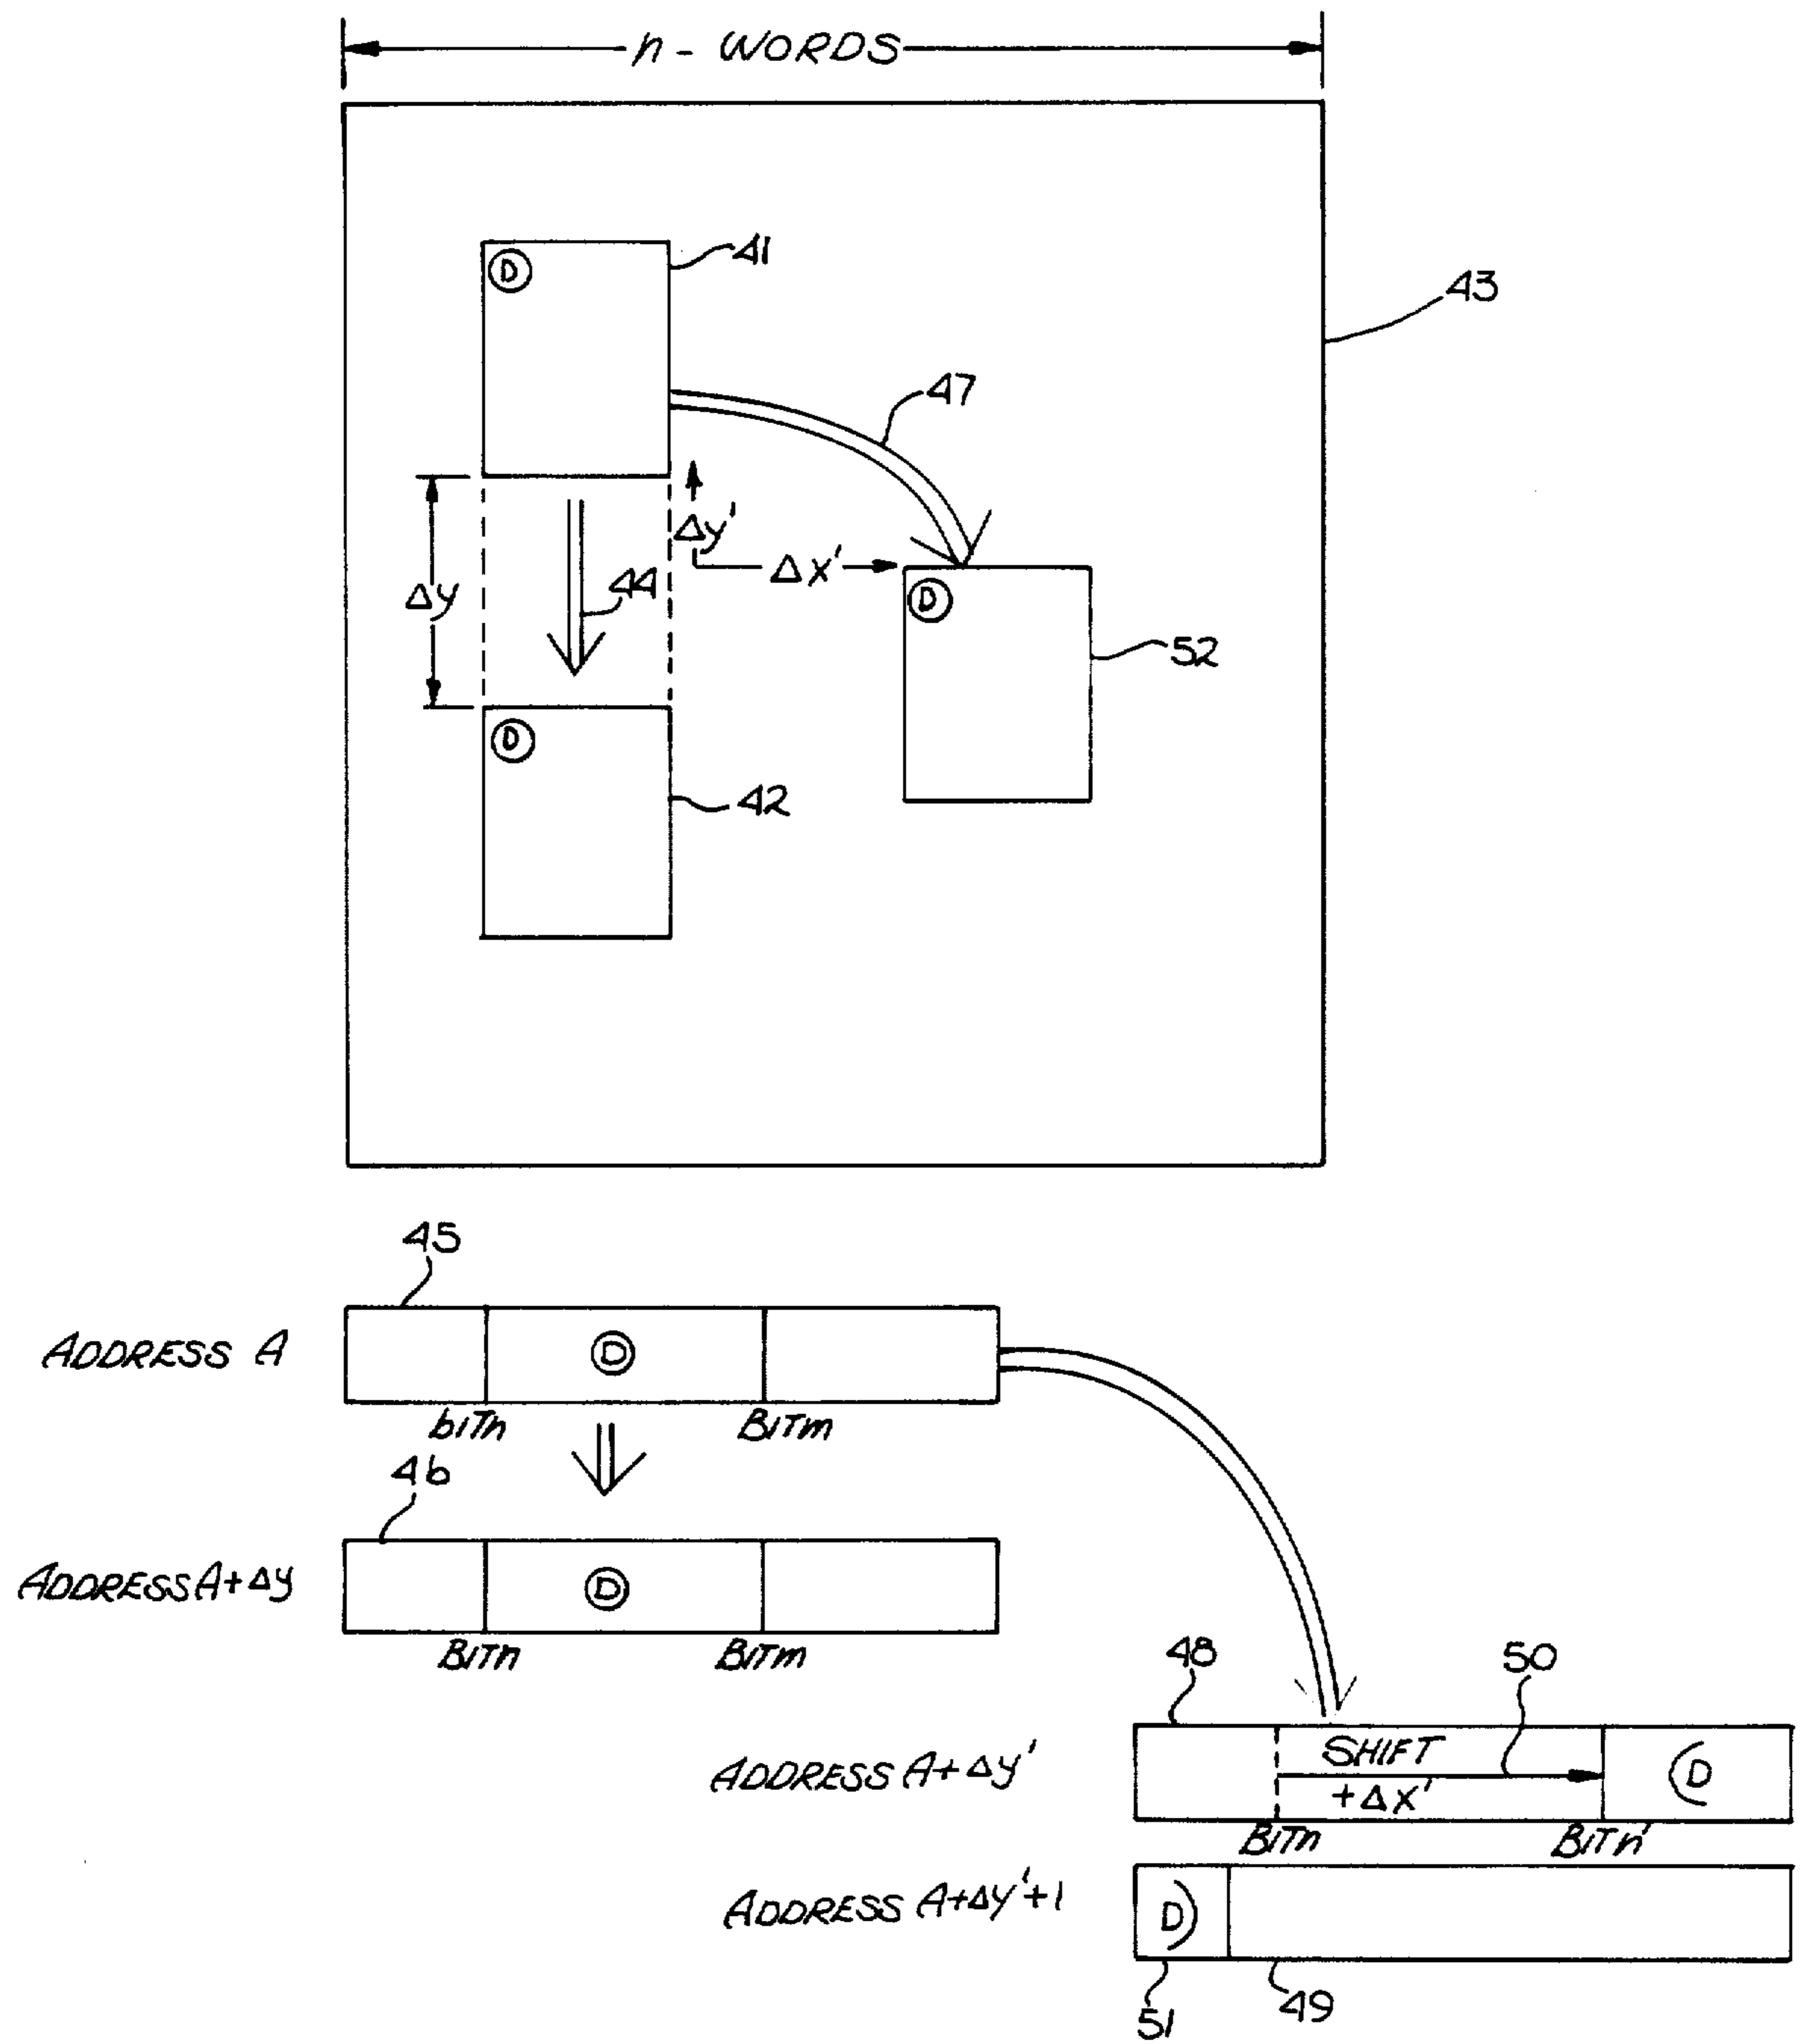 n - WORDS
D
41
43
47
Δy'
Δx'
Δy
44
D
52
D
42
45
ADDRESS A
D
biTn
BiTm
46
ADDRESS A+Δy
D
BiTn
BiTm
48
50
ADDRESS A+Δy'
SHIFT
+Δx'
D
BiTn
BiTn'
ADDRESS A+Δy'+1
D
51
49